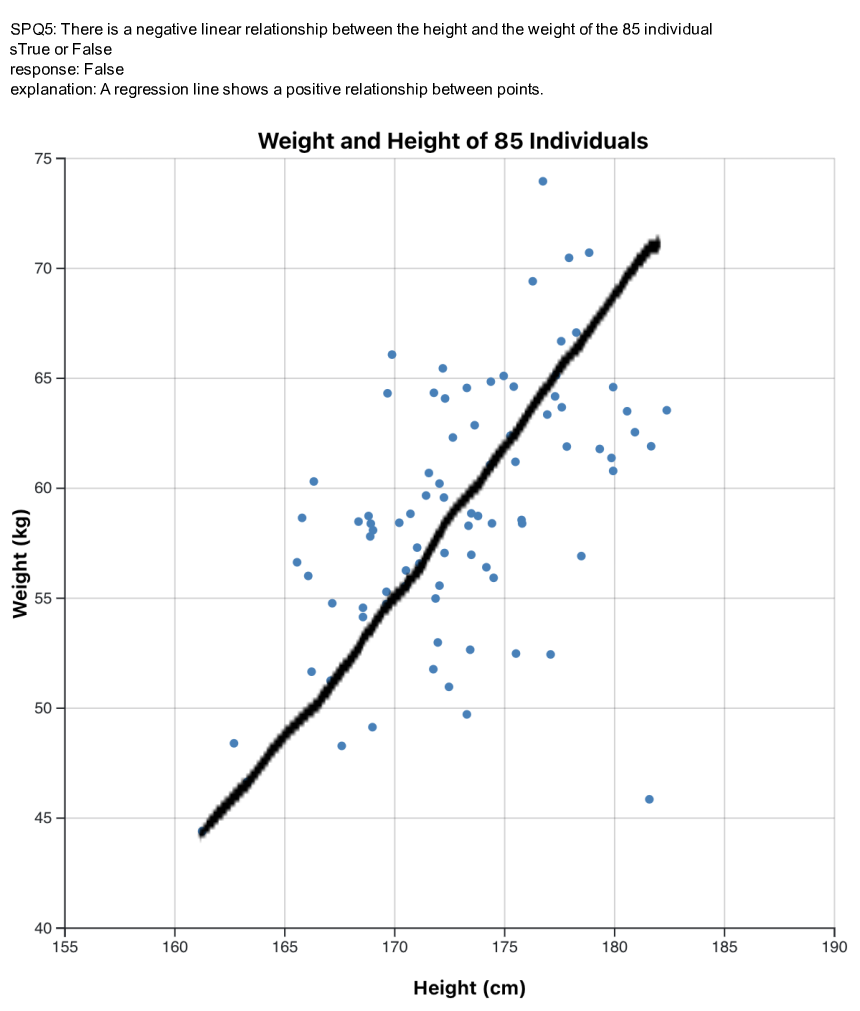 SPQ5: There is a negative linear relationship between the height and the weight of the 85 individual
sTrue or False
response: False
explanation: A regression line shows a positive relationship between points.
Weight and Height of 85 Individuals
75
70
65
60
55
50
45
40
Weight (kg)
155 160 165 170 175 180 185 190
Height (cm)